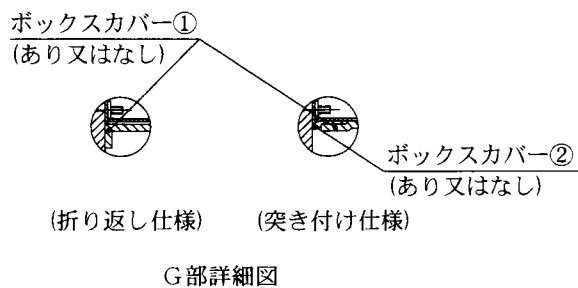 ボックスカバー①
(あり又はなし)
ボックスカバー②
(あり又はなし)
(折り返し仕様)
(突き付け仕様)
G部詳細図